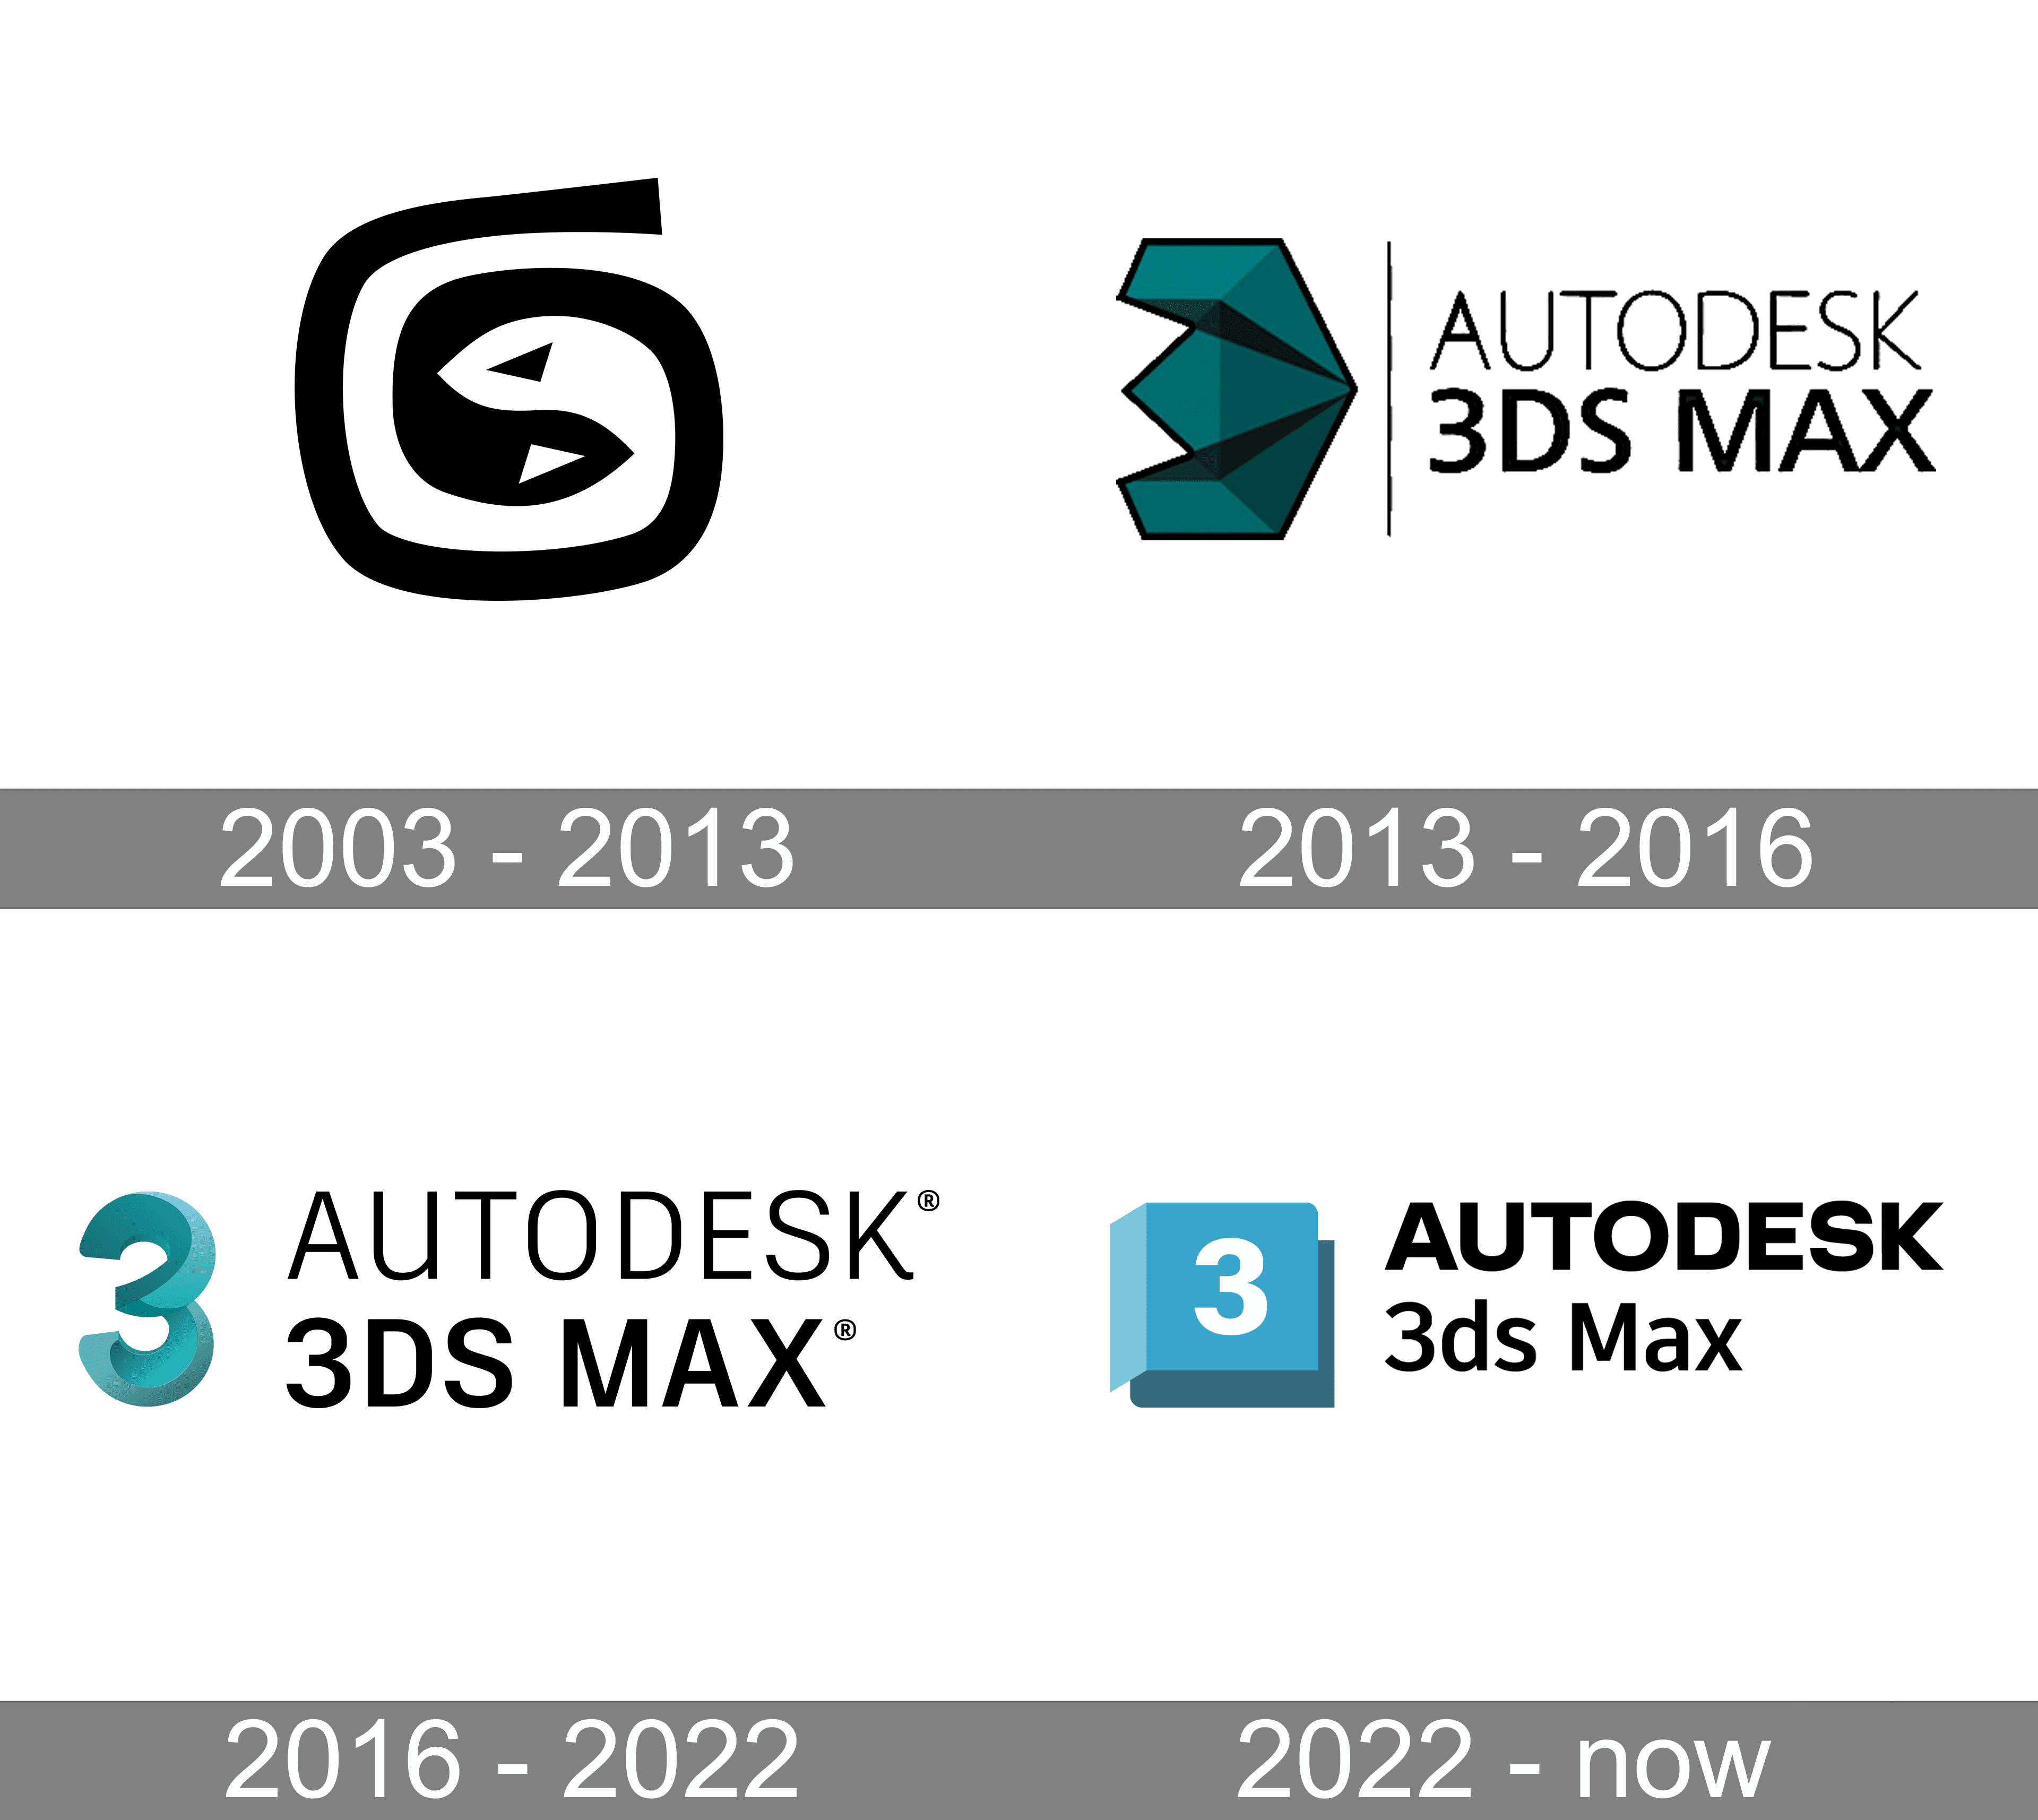 AUTODESK
3DS MAX
2003 - 2013
2013 - 2016
3
AUTODESK®
3DS MAX®
3
AUTODESK
3ds Max
2016 - 2022
2022 - now